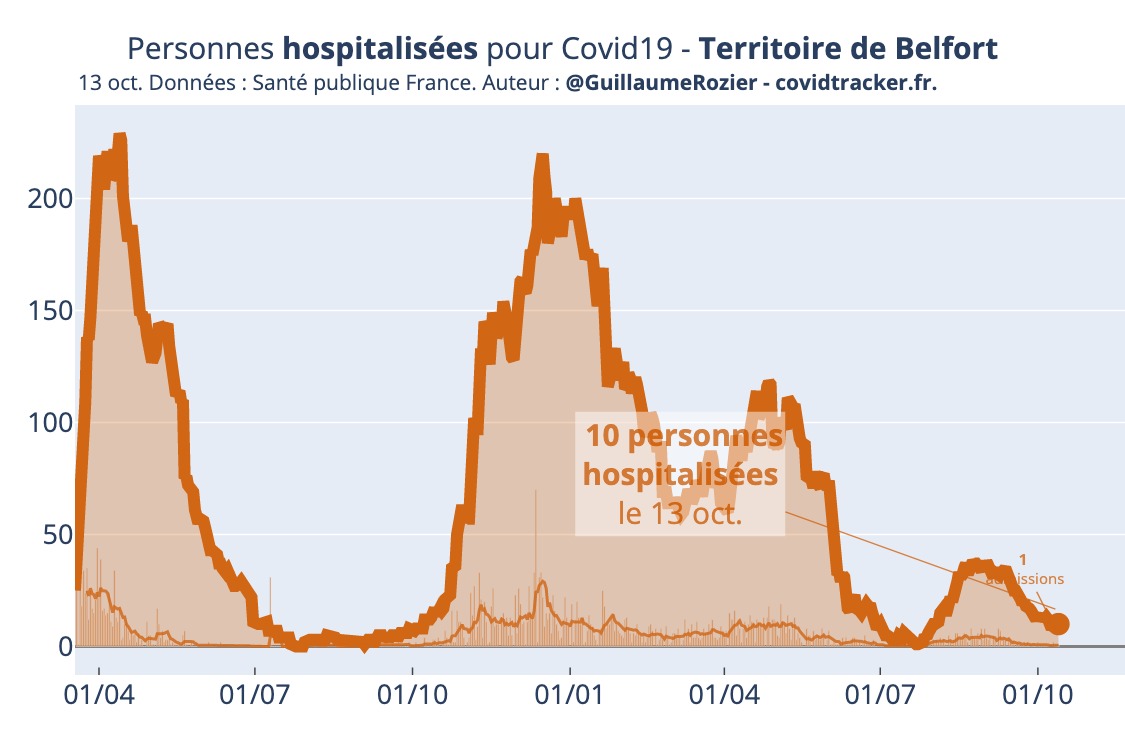 Personnes hospitalisées pour Covid19 - Territoire de Belfort
13 oct. Données : Santé publique France. Auteur : @GuillaumeRozier - covidtracker.fr.
200
150
100
50
0
10 personnes
hospitalisées
le 13 oct.
1
admissions
01/04
01/07
01/10
01/01
01/04
01/07
01/10